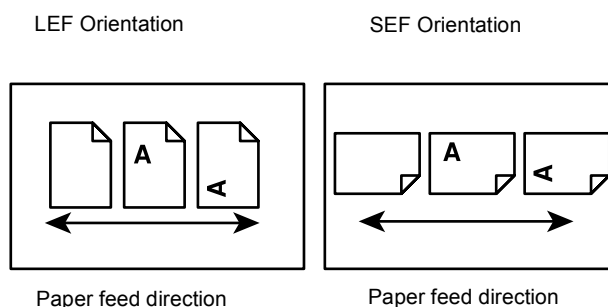 LEF Orientation
SEF Orientation
A
A
A
A
Paper feed direction
Paper feed direction